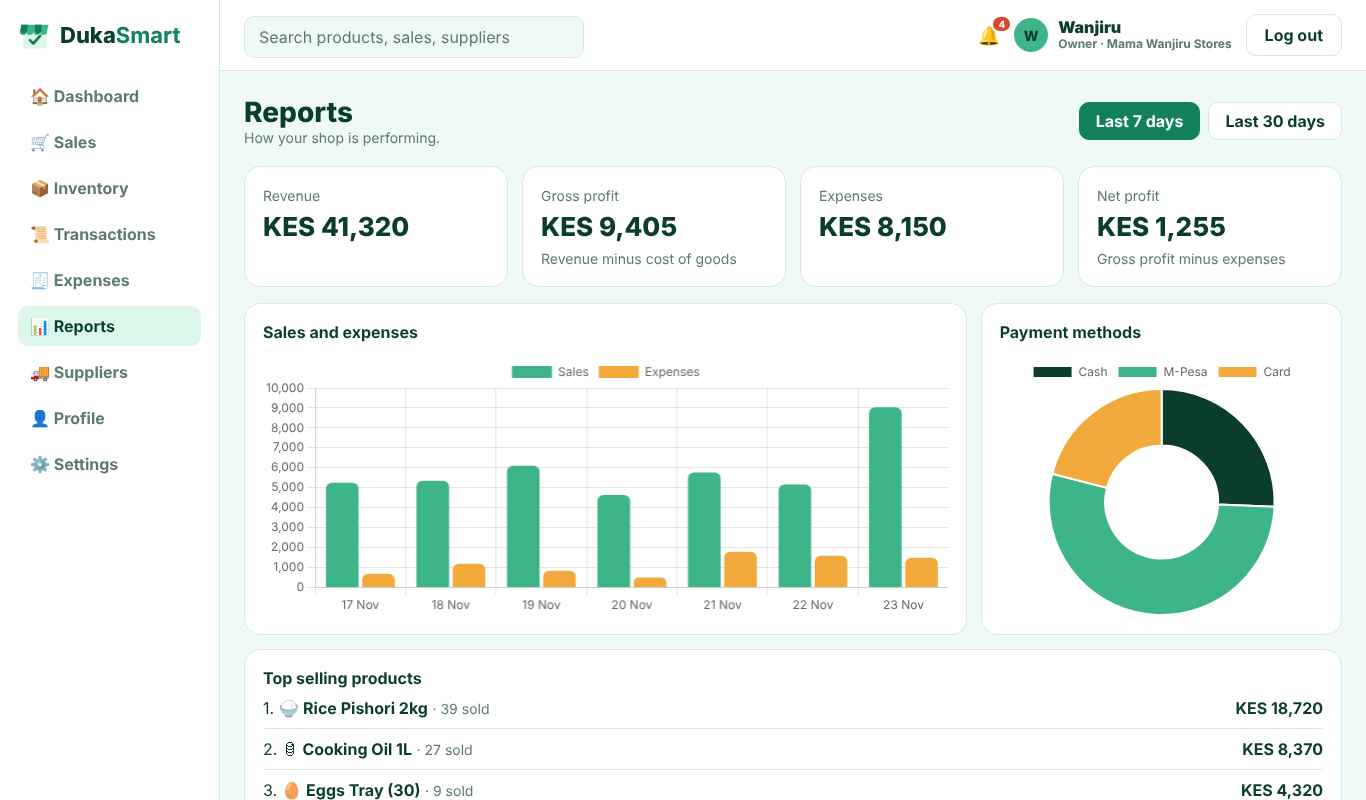 DukaSmart
Search products, sales, suppliers
4
W
Wanjiru
Owner · Mama Wanjiru Stores
Log out
Dashboard
Sales
Inventory
Transactions
Expenses
Reports
Suppliers
Profile
Settings
Reports
How your shop is performing.
Last 7 days
Last 30 days
Revenue
KES 41,320
Gross profit
KES 9,405
Revenue minus cost of goods
Expenses
KES 8,150
Net profit
KES 1,255
Gross profit minus expenses
Sales and expenses
Sales Expenses
10,000
9,000
8,000
7,000
6,000
5,000
4,000
3,000
2,000
1,000
0
17 Nov 18 Nov 19 Nov 20 Nov 21 Nov 22 Nov 23 Nov
Payment methods
Cash M-Pesa Card
Top selling products
1. Rice Pishori 2kg · 39 sold KES 18,720
2. Cooking Oil 1L · 27 sold KES 8,370
3. Eggs Tray (30) · 9 sold KES 4,320